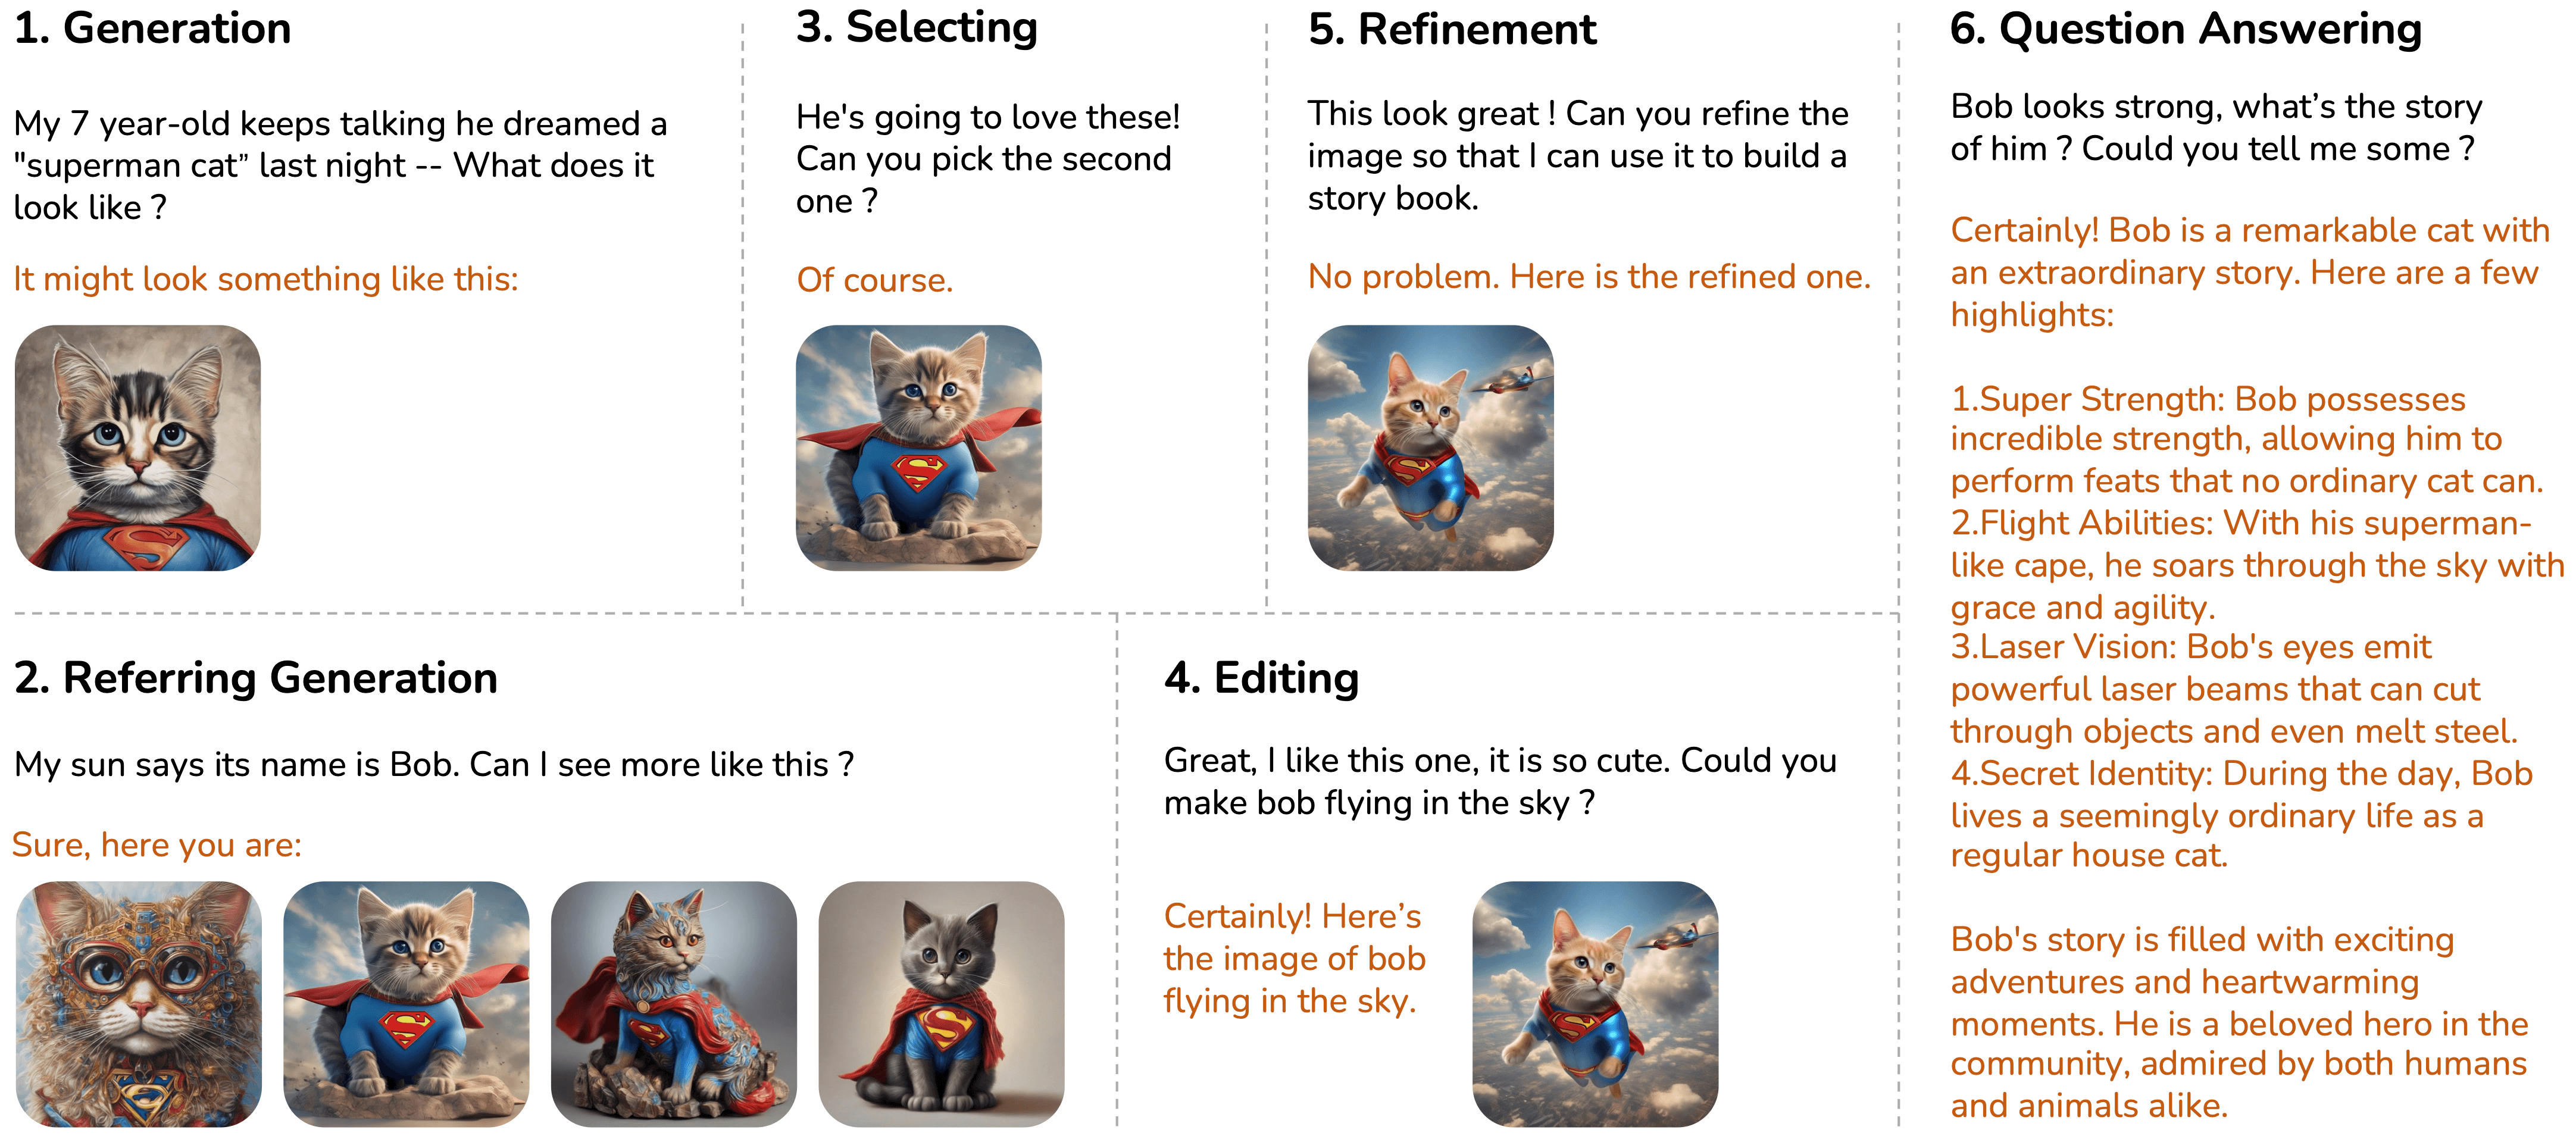 1. Generation
My 7 year-old keeps talking he dreamed a
"superman cat” last night -- What does it
look like ?
It might look something like this:
2. Referring Generation
My sun says its name is Bob. Can I see more like this ?
Sure, here you are:
3. Selecting
He's going to love these!
Can you pick the second
one ?
Of course.
4. Editing
Great, I like this one, it is so cute. Could you
make bob flying in the sky ?
Certainly! Here’s
the image of bob
flying in the sky.
5. Refinement
This look great ! Can you refine the
image so that I can use it to build a
story book.
No problem. Here is the refined one.
6. Question Answering
Bob looks strong, what’s the story
of him ? Could you tell me some ?
Certainly! Bob is a remarkable cat with
an extraordinary story. Here are a few
highlights:
1.Super Strength: Bob possesses
incredible strength, allowing him to
perform feats that no ordinary cat can.
2.Flight Abilities: With his superman-
like cape, he soars through the sky with
grace and agility.
3.Laser Vision: Bob's eyes emit
powerful laser beams that can cut
through objects and even melt steel.
4.Secret Identity: During the day, Bob
lives a seemingly ordinary life as a
regular house cat.
Bob's story is filled with exciting
adventures and heartwarming
moments. He is a beloved hero in the
community, admired by both humans
and animals alike.